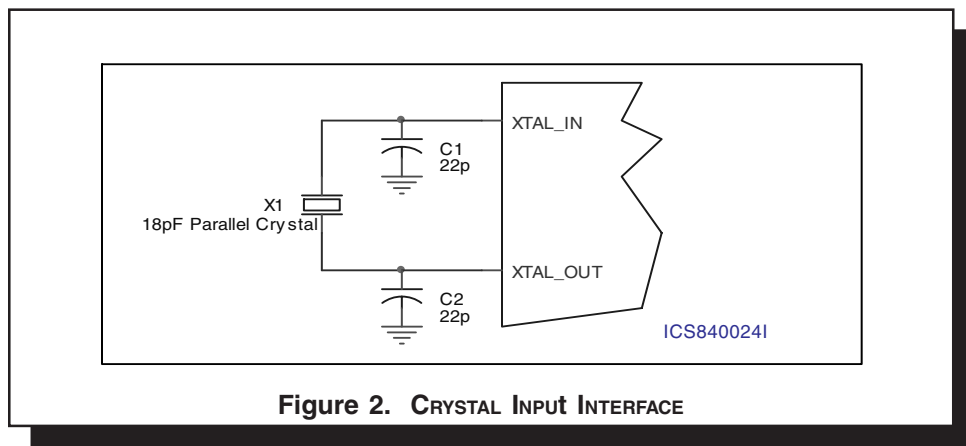 XTAL_IN
C1
22p
X1
18pF Parallel Crystal
XTAL_OUT
C2
22p
ICS840024I
Figure 2. CRYSTAL INPUt INTERFACE